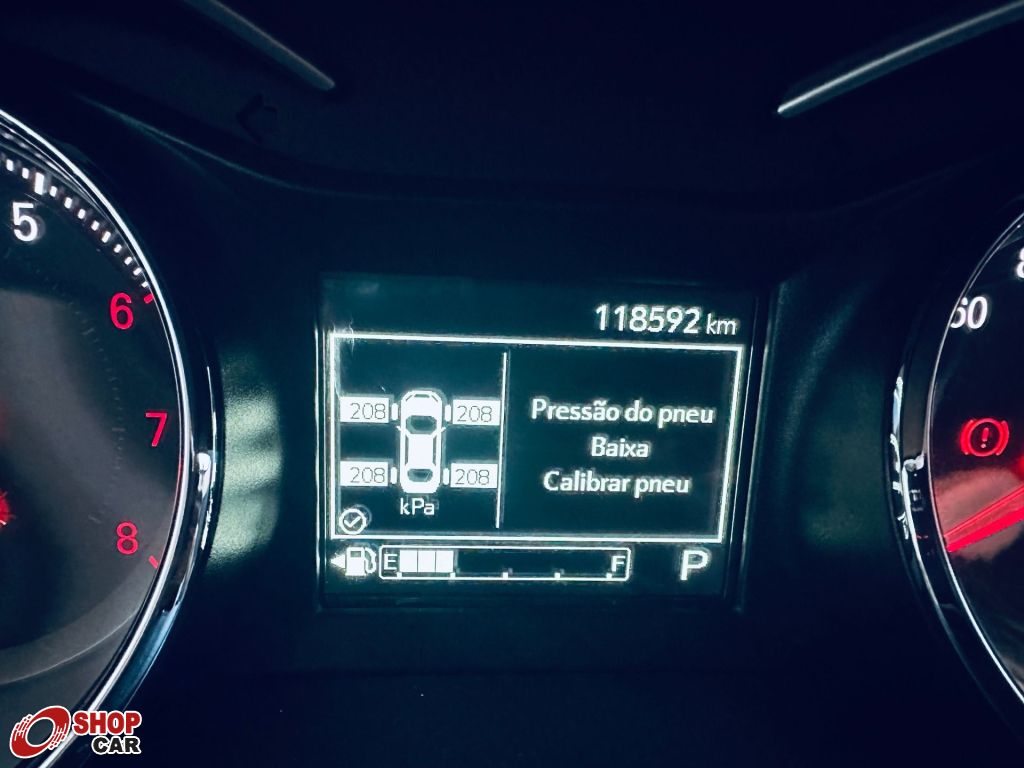 118592 km
208 208
208 208
kPa
Pressão do pneu
Baixa
Calibrar pneu
E F
P
5
6
7
8
60
SHOP
CAR